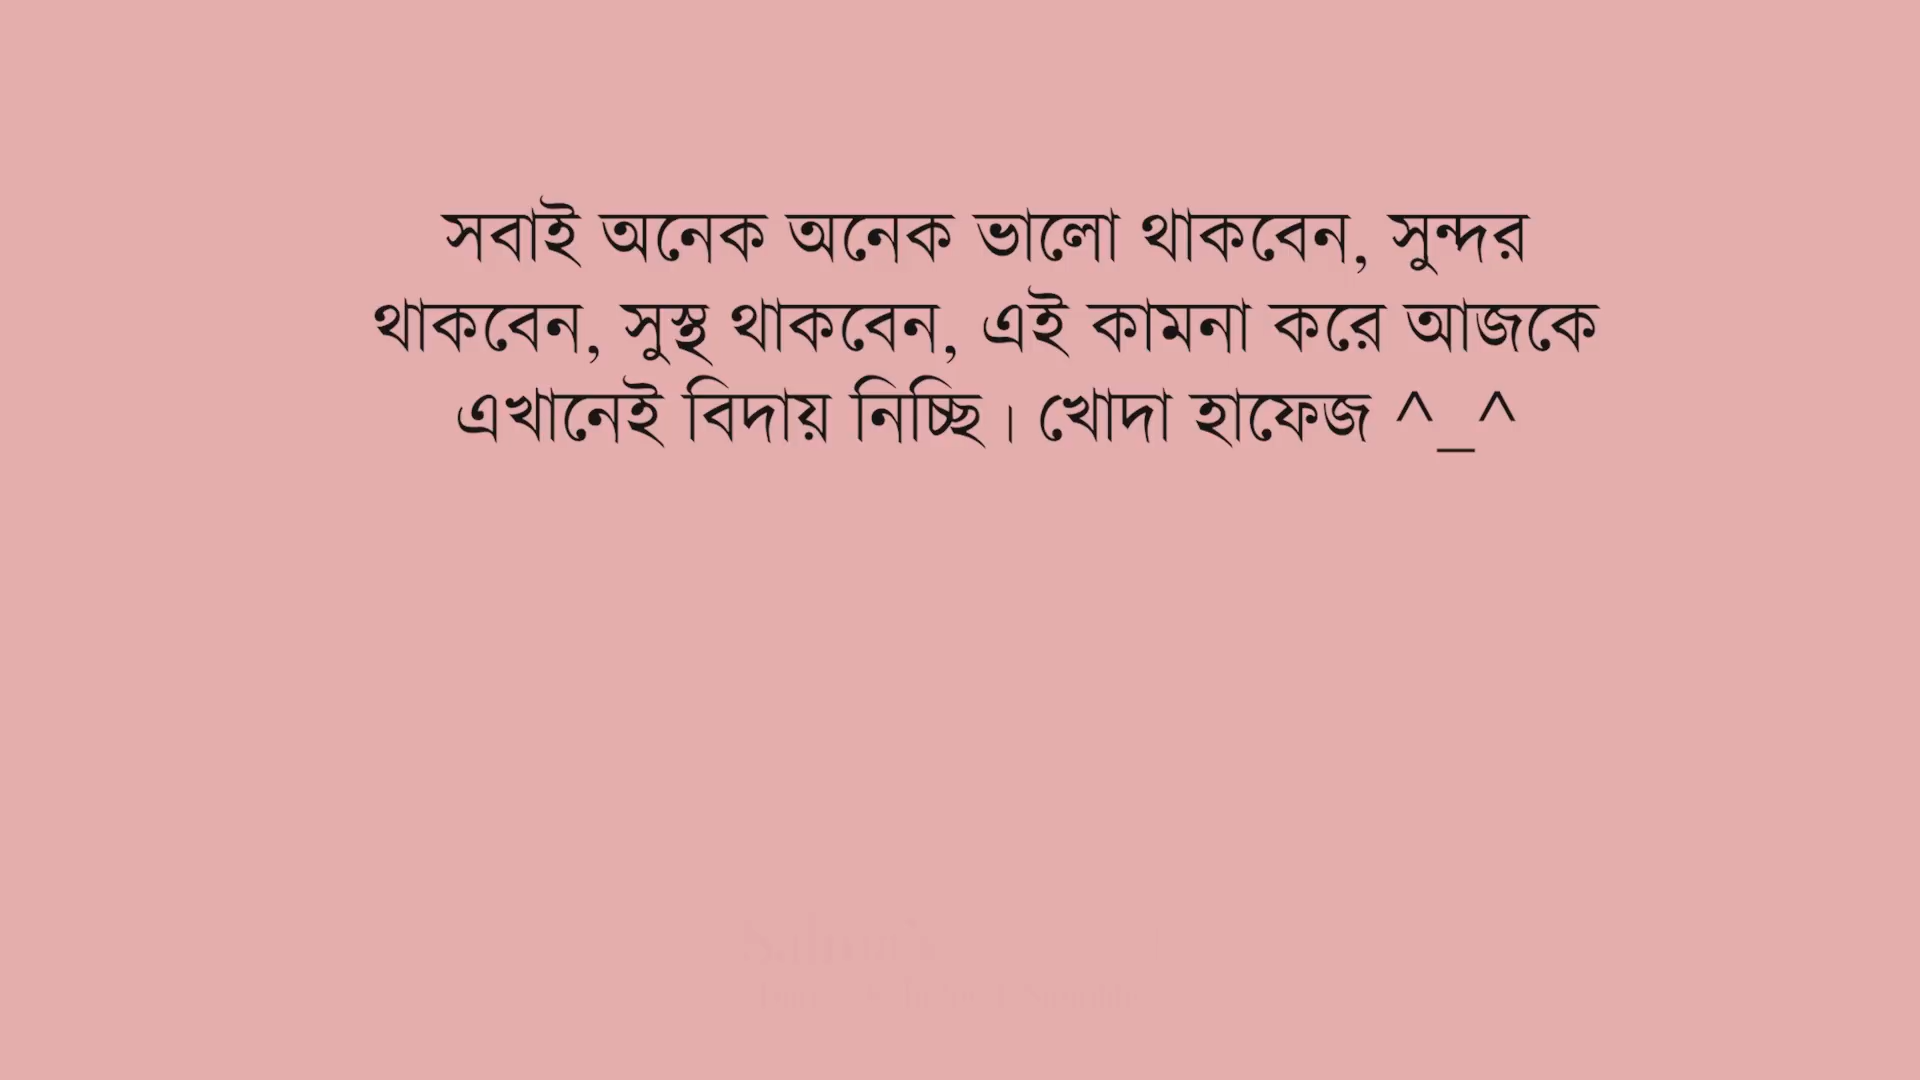 সবাই অনেক অনেক ভালো থাকবেন, সুন্দর
থাকবেন, সুস্থ থাকবেন, এই কামনা করে আজকে
এখানেই বিদায় নিচ্ছি। খোদা হাফেজ ^_^